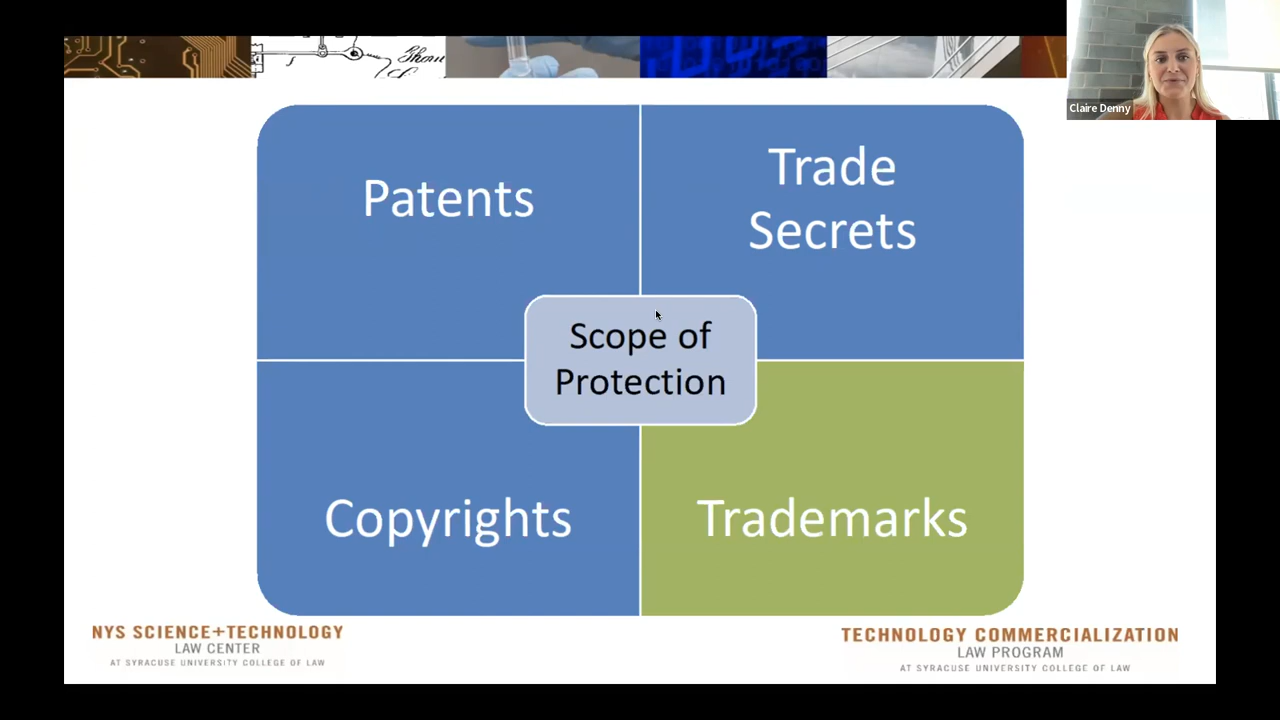 Claire Denny
Patents
Trade
Secrets
Scope of
Protection
Copyrights
Trademarks
NYS SCIENCE+TECHNOLOGY
LAW CENTER
AT SYRACUSE UNIVERSITY COLLEGE OF LAW
TECHNOLOGY COMMERCIALIZATION
LAW PROGRAM
AT SYRACUSE UNIVERSITY COLLEGE OF LAW